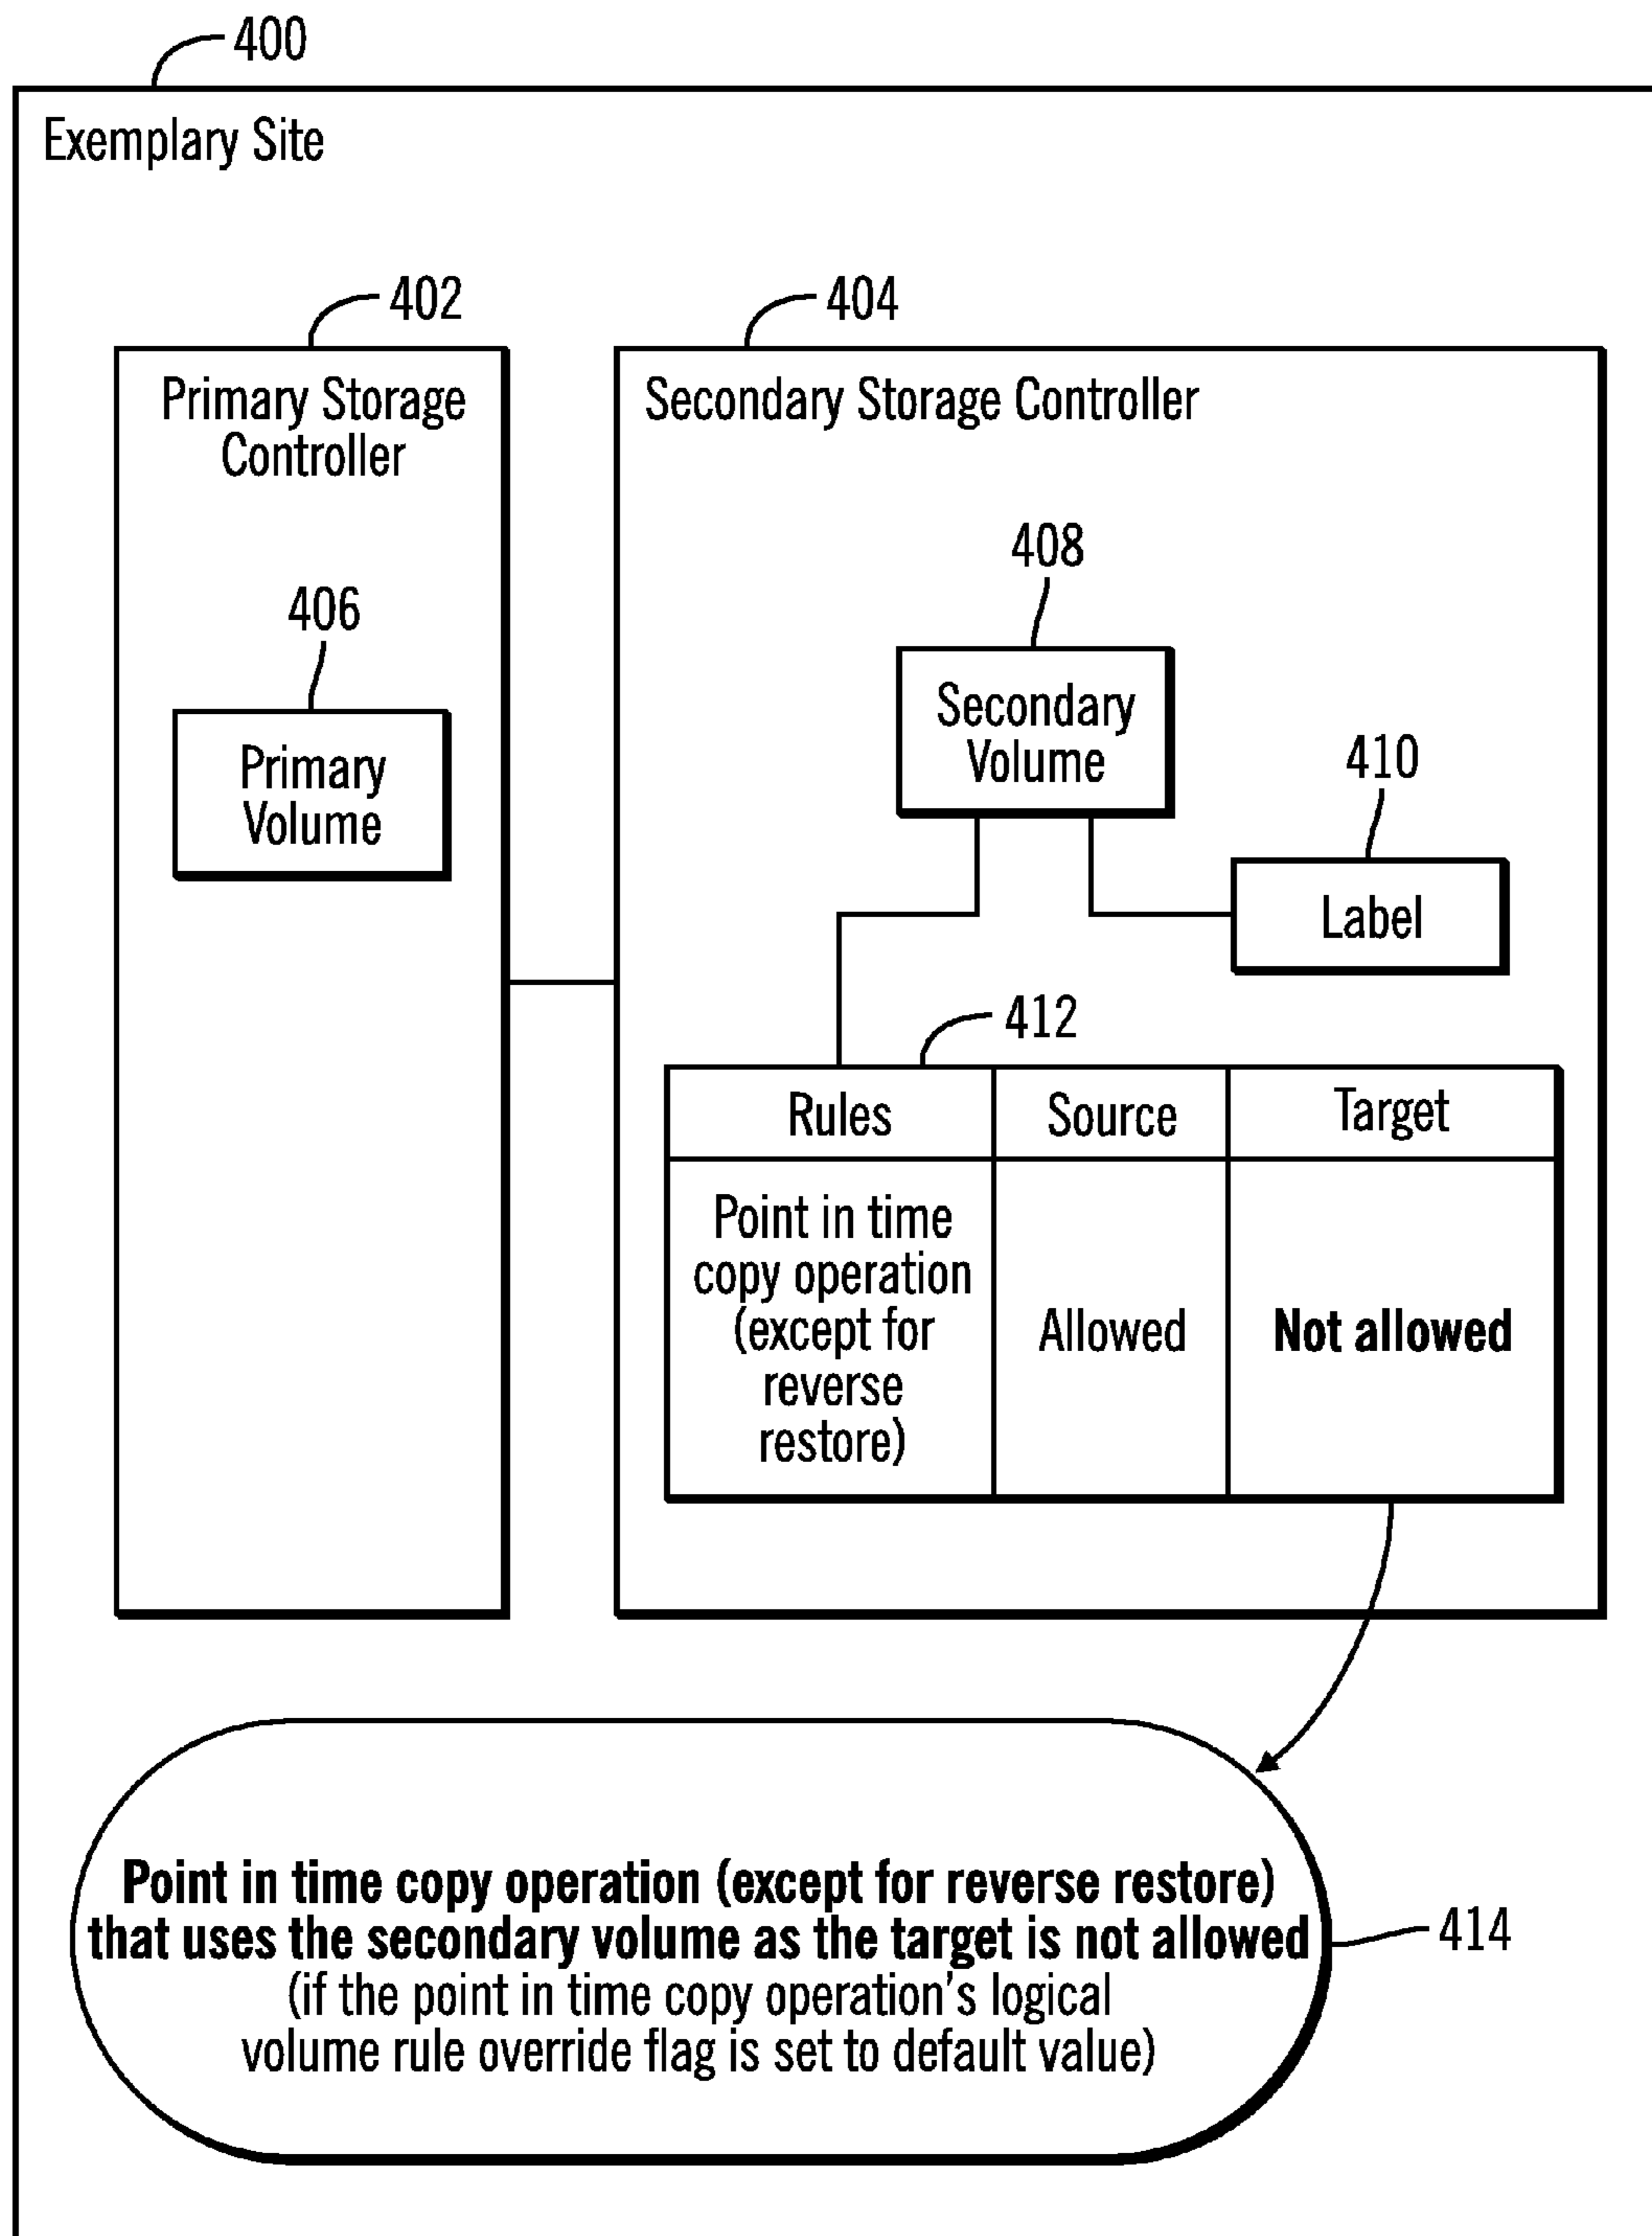 400
Exemplary Site
402
404
Primary Storage
Controller
Secondary Storage Controller
408
406
Secondary
Volume
Primary
Volume
410
Label
412
Rules
Source
Target
Point in time
copy operation
(except for
reverse
restore)
Allowed
Not allowed
Point in time copy operation (except for reverse restore)
that uses the secondary volume as the target is not allowed
(if the point in time copy operation's logical
volume rule override flag is set to default value)
414